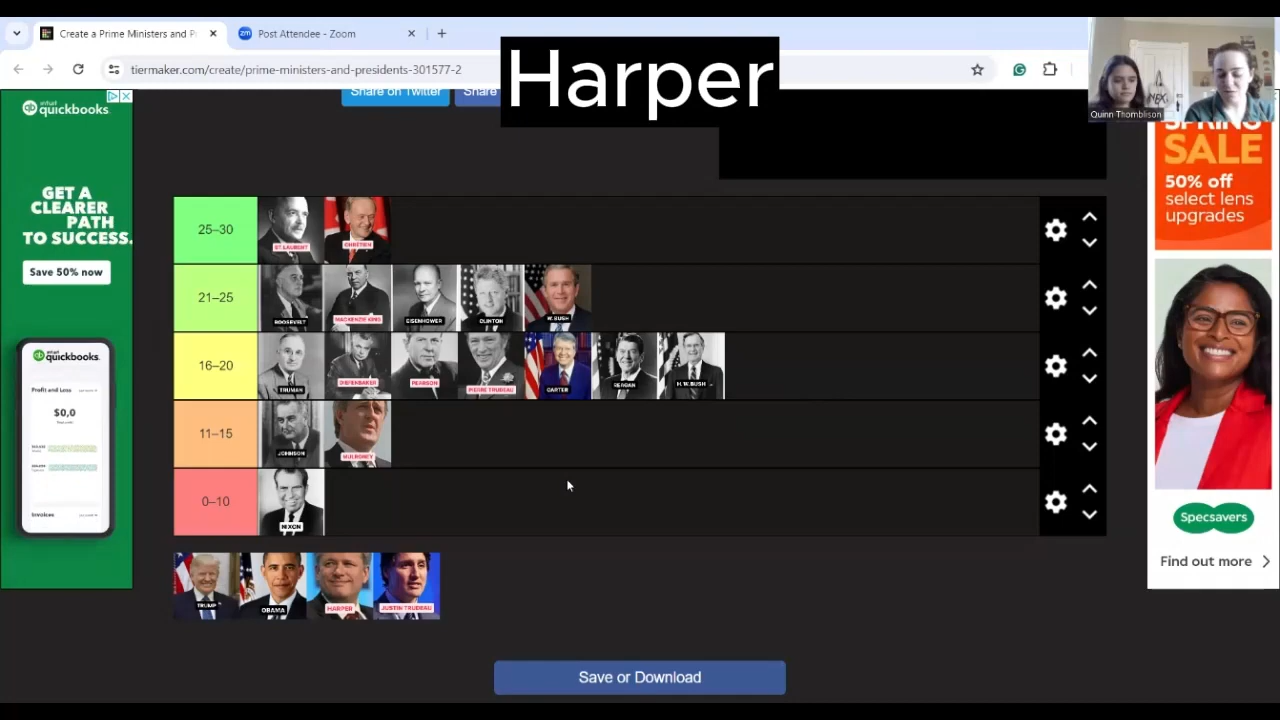 Create a Prime Ministers and Pr
Post Attendee - Zoom
tiermaker.com/create/prime-ministers-and-presidents-301577-2
Harper
Quinn Thomblison
Share on Twitter
Share
intuit
quickbooks
GET A
CLEARER
PATH
TO SUCCESS.
Save 50% now
intuit
quickbooks.
Profit and Loss
$0,0
Invoices
25–30
ST LAURENT
CHRÉTIEN
21–25
ROOSEVELT
MACKENZIE KING
EISENHOWER
CLINTON
W. BUSH
16–20
TRUMAN
DIEFENBAKER
PEARSON
PIERRE TRUDEAU
CARTER
REAGAN
H.W. BUSH
11–15
JOHNSON
MULRONEY
0–10
NIXON
TRUMP
OBAMA
HARPER
JUSTIN TRUDEAU
Save or Download
SPRING
SALE
50% off
select lens
upgrades
Specsavers
Find out more